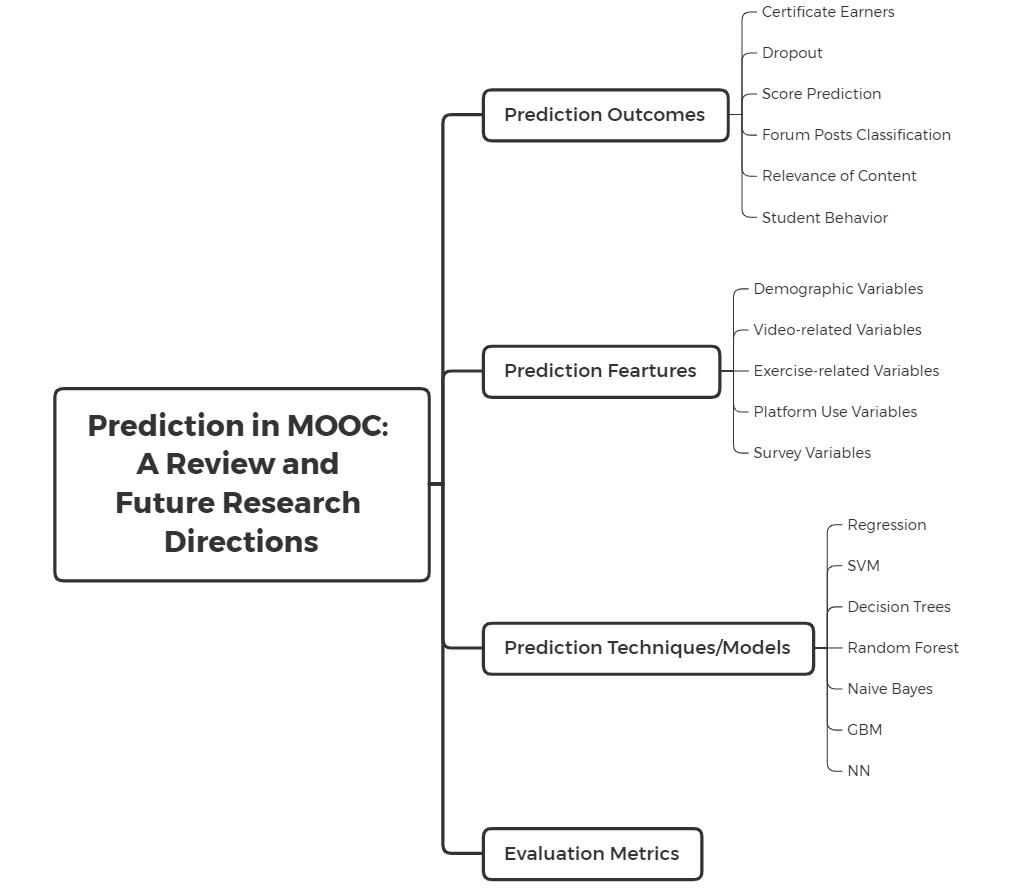 Prediction in MOOC:
A Review and
Future Research
Directions
Prediction Outcomes
Certificate Earners
Dropout
Score Prediction
Forum Posts Classification
Relevance of Content
Student Behavior
Prediction Feartures
Demographic Variables
Video-related Variables
Exercise-related Variables
Platform Use Variables
Survey Variables
Prediction Techniques/Models
Regression
SVM
Decision Trees
Random Forest
Naive Bayes
GBM
NN
Evaluation Metrics